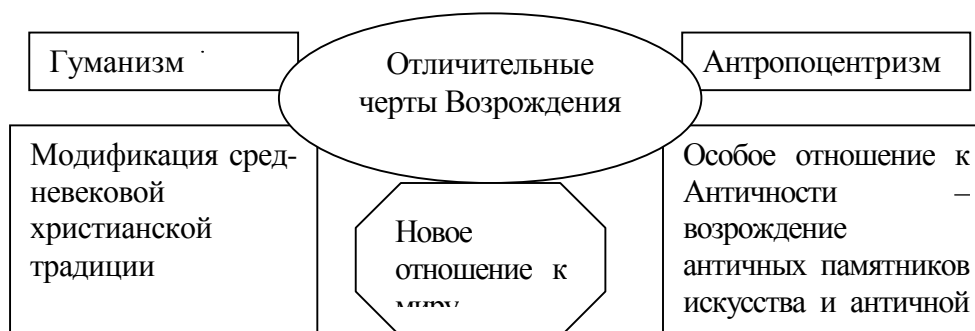 Гуманизм
Отличительные
черты Возрождения
Антропоцентризм
Модификация сред-
невековой
христианской
традиции
Новое
отношение к
миру
Особое отношение к
Античности –
возрождение
античных памятников
искусства и античной